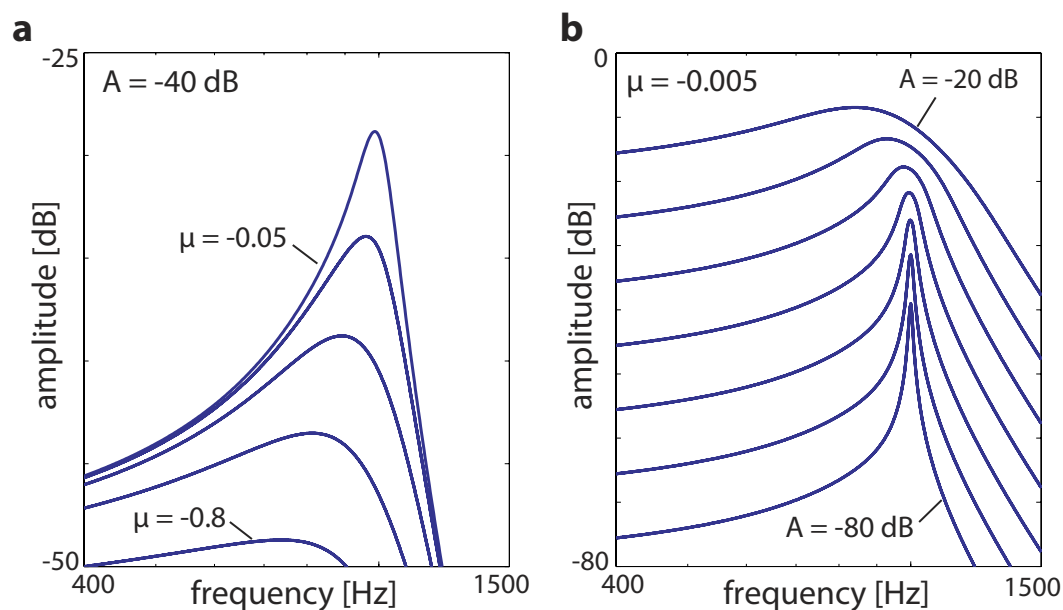 a
-25
A = -40 dB
μ = -0.05
μ = -0.8
amplitude [dB]
-50
400
frequency [Hz]
1500
b
0
μ = -0.005
A = -20 dB
A = -80 dB
amplitude [dB]
-80
400
frequency [Hz]
1500